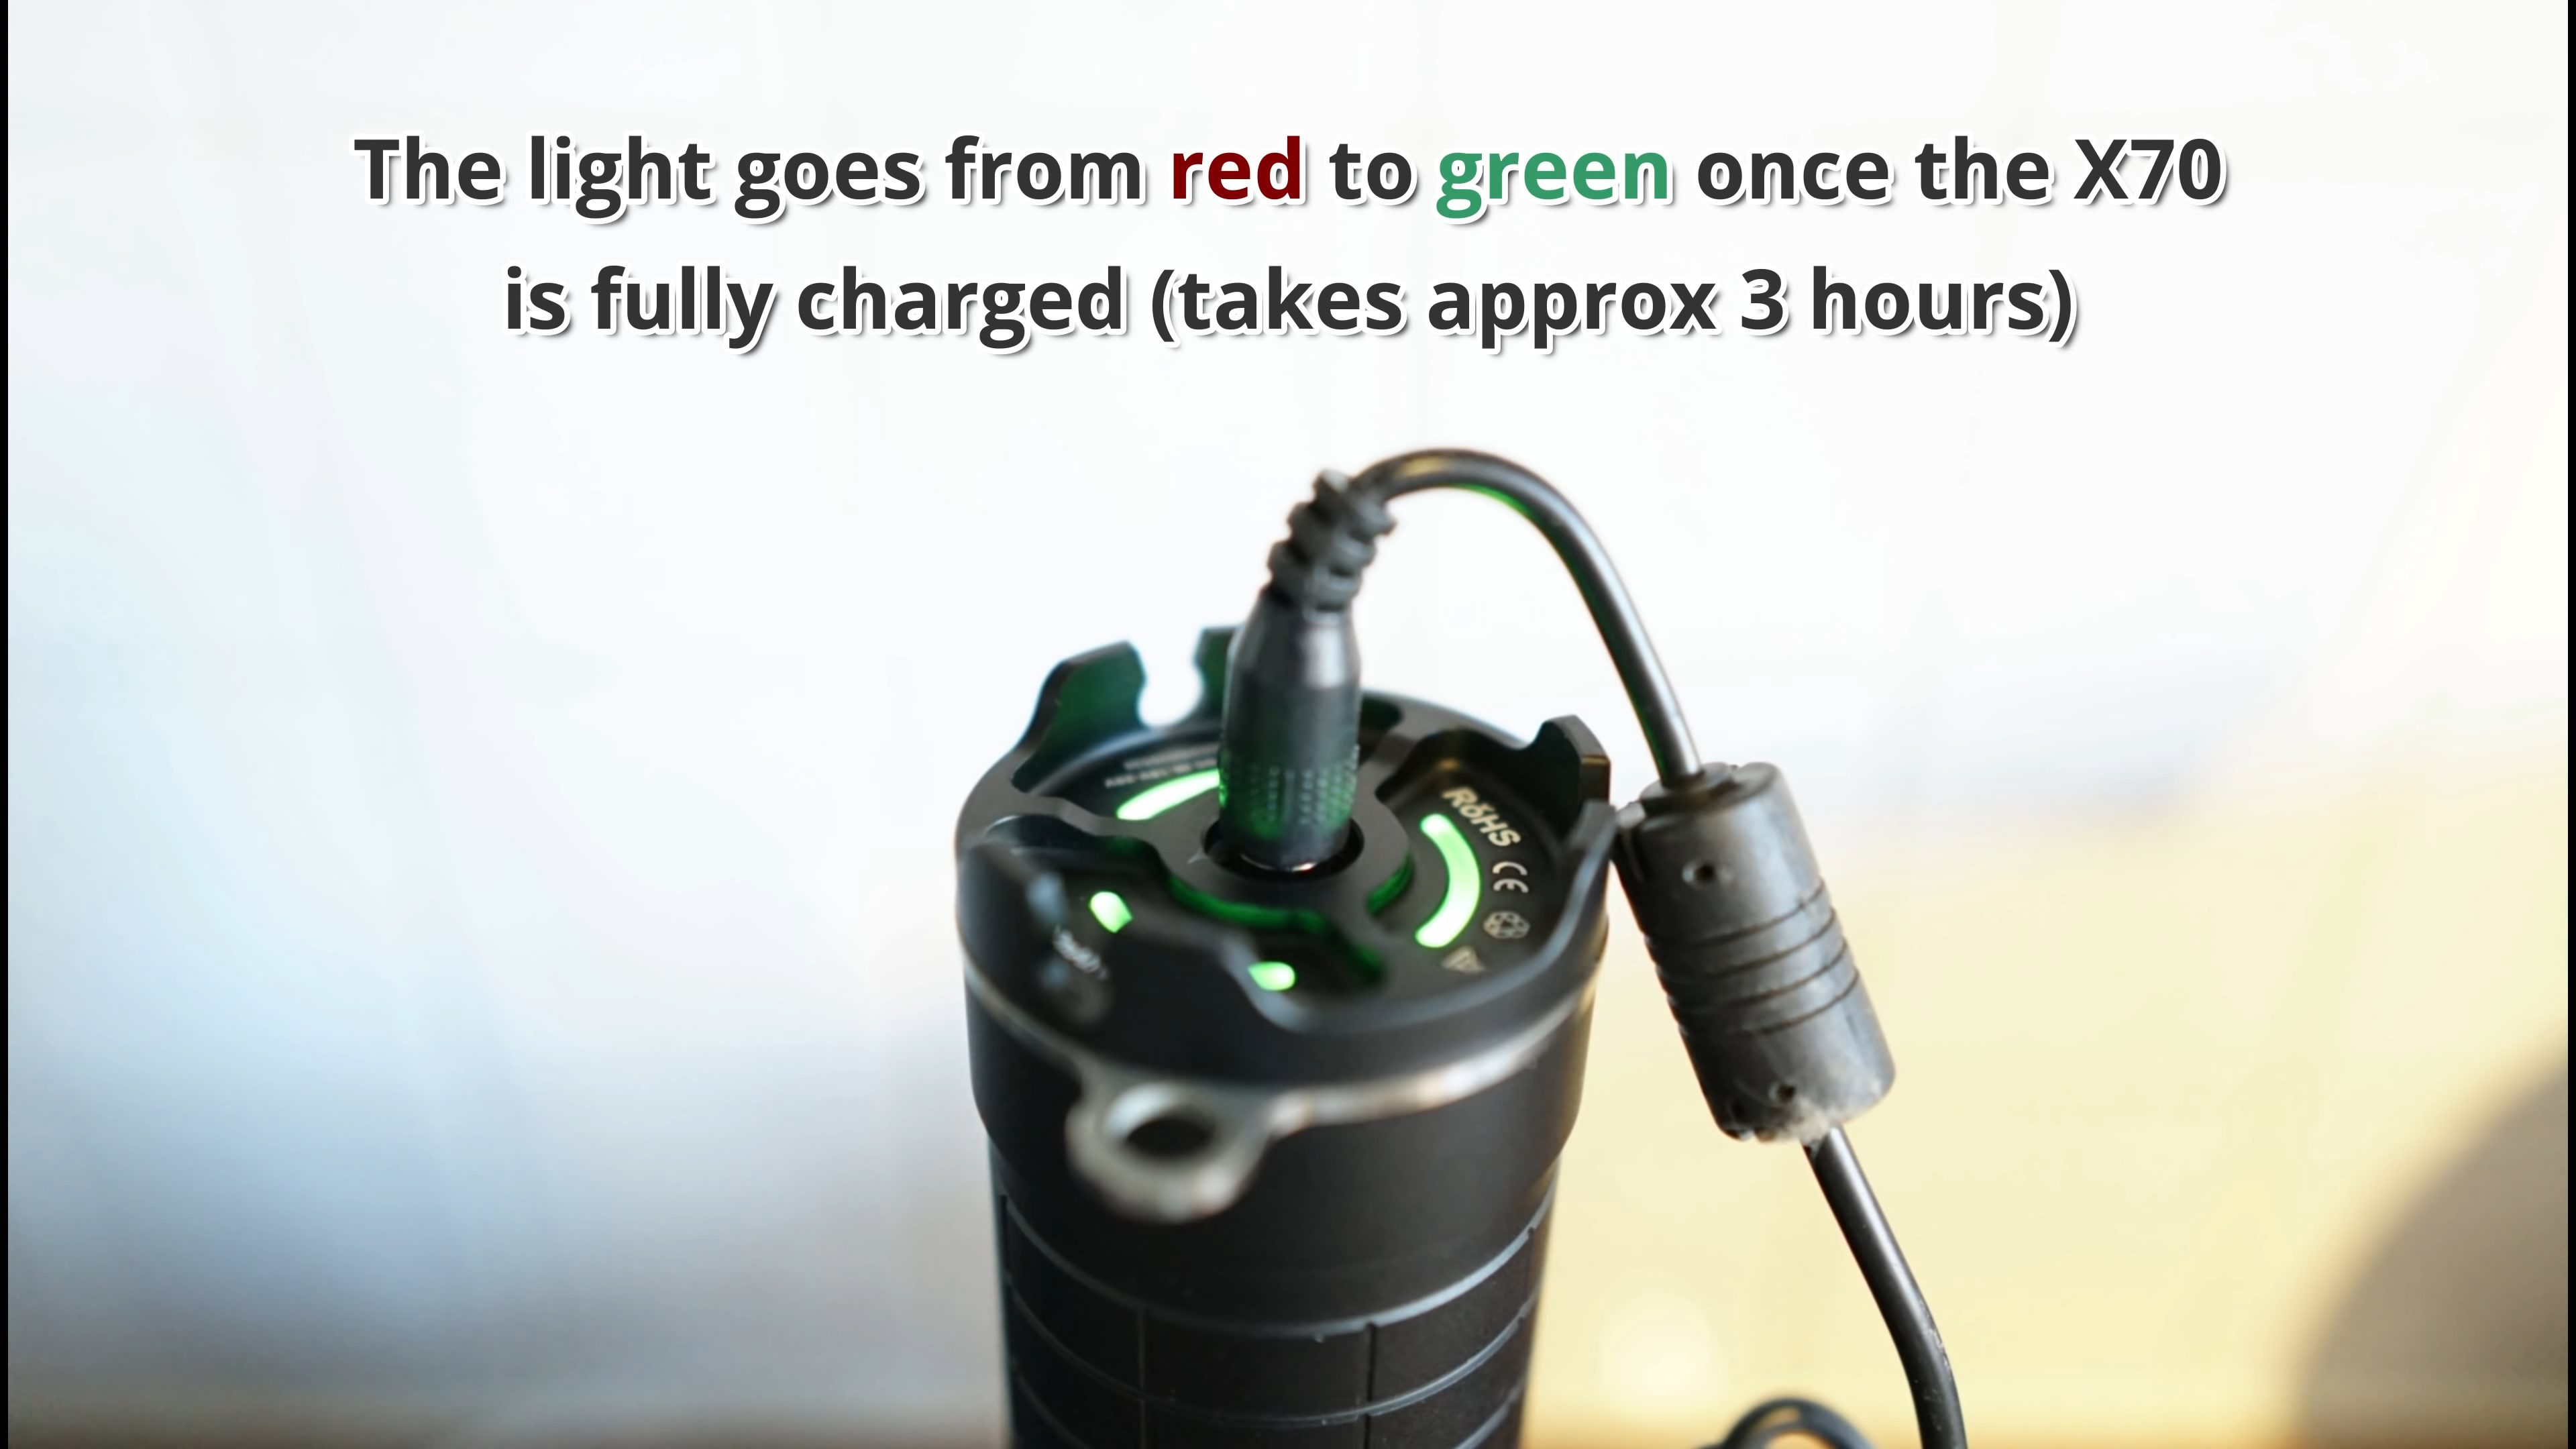 The light goes from red to green once the X70
is fully charged (takes approx 3 hours)
RoHS
CE